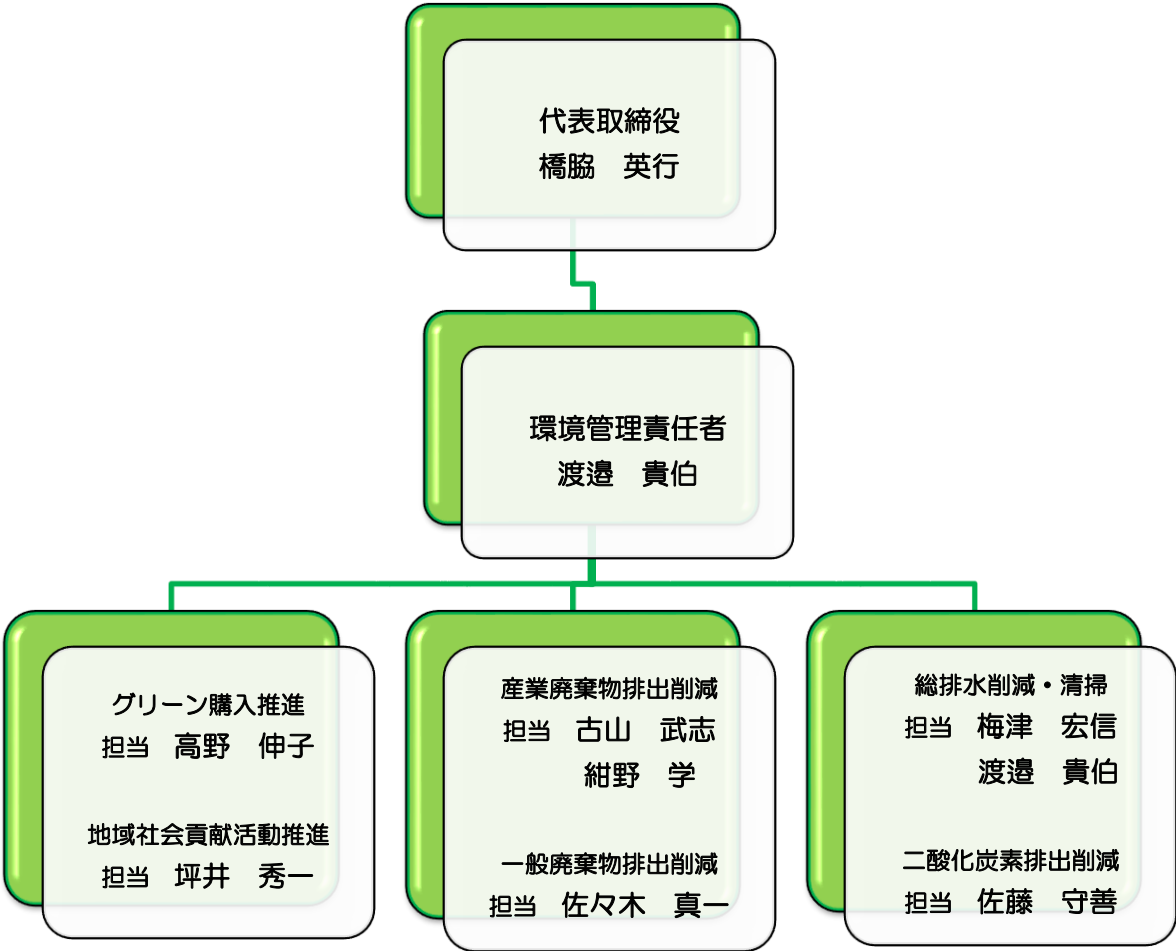 代表取締役
橋脇　英行
環境管理責任者
渡邉　貴伯
グリーン購入推進
担当　高野　伸子
地域社会貢献活動推進
担当　坪井　秀一
産業廃棄物排出削減
担当　古山　武志
紺野　学
一般廃棄物排出削減
担当　佐々木　真一
総排水削減・清掃
担当　梅津　宏信
渡邉　貴伯
二酸化炭素排出削減
担当　佐藤　守善